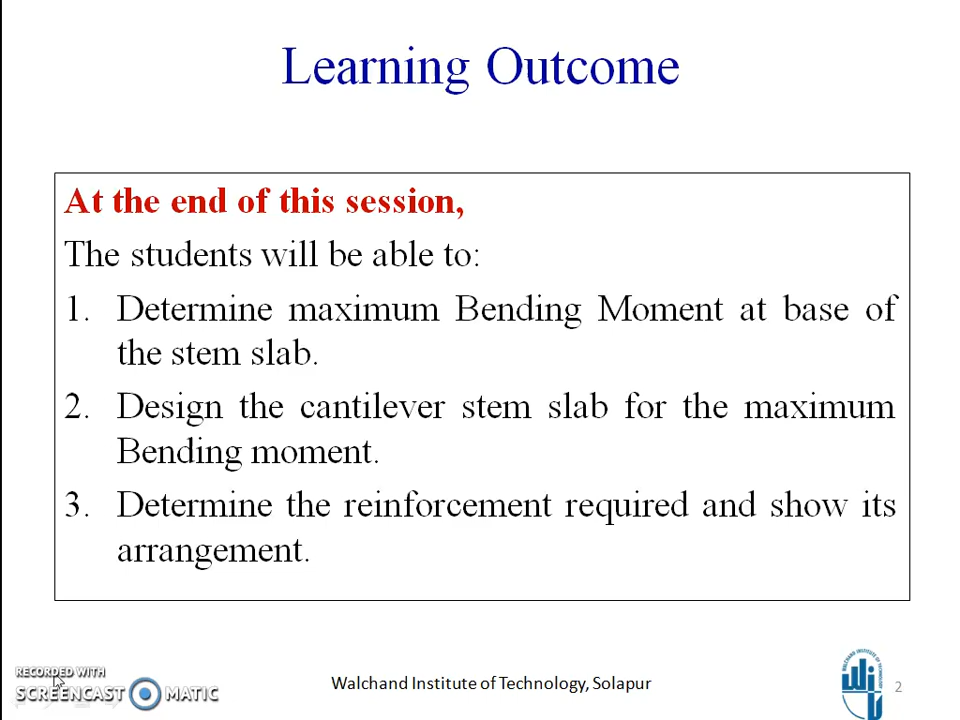 Learning Outcome
At the end of this session,
The students will be able to:
1. Determine maximum Bending Moment at base of
the stem slab.
2. Design the cantilever stem slab for the maximum
Bending moment.
3. Determine the reinforcement required and show its
arrangement.
RECORDED WITH
SCREENCAST MATIC
Walchand Institute of Technology, Solapur
2